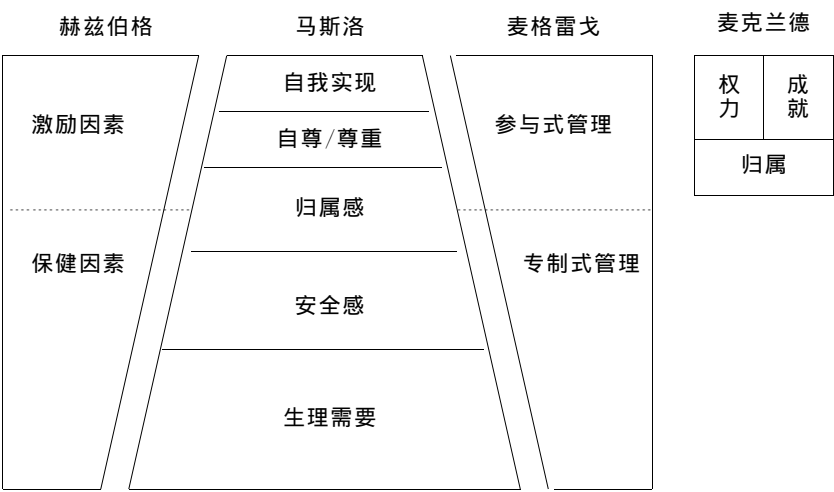 赫兹伯格
马斯洛
麦格雷戈
麦克兰德
激励因素
保健因素
自我实现
自尊/尊重
归属感
安全感
生理需要
参与式管理
专制式管理
权力
成就
归属